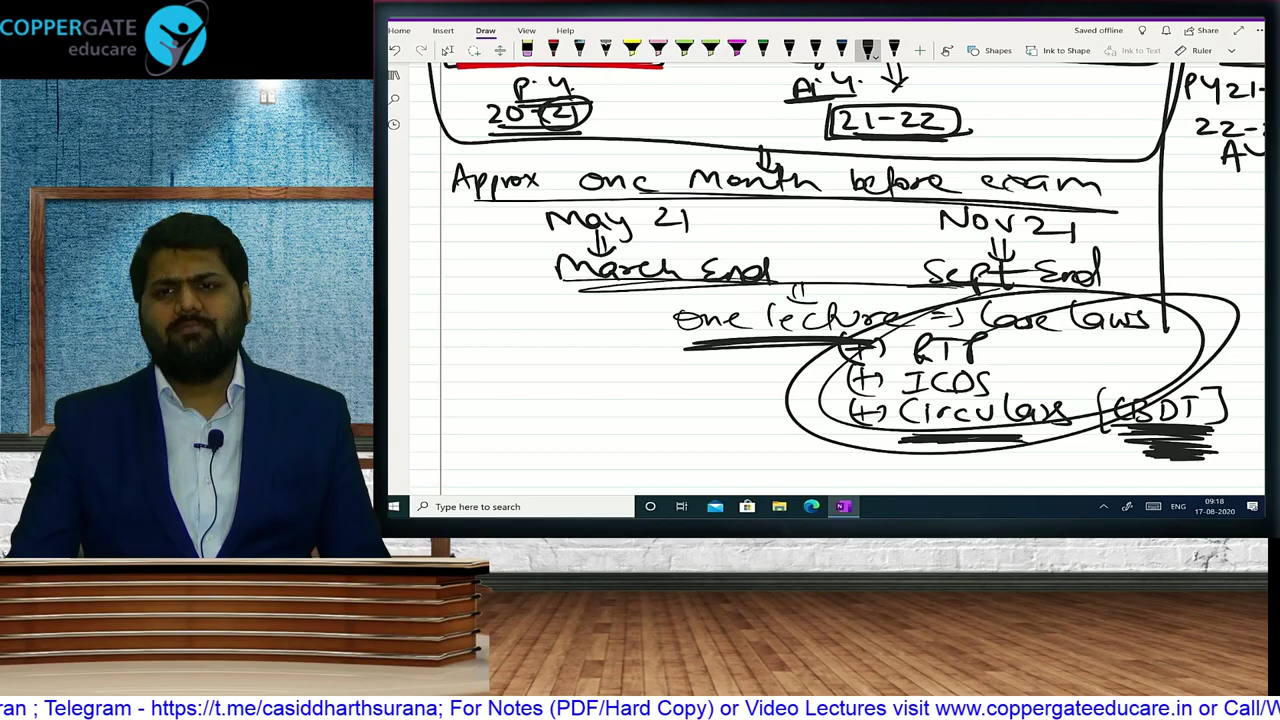 COPPERGATE
educare
Home Insert Draw View Help
Saved offline Share
Shapes Ink to Shape Ink to Text Ruler
P.Y. A.Y.
20-21 21-22
PY 21-
22-
Approx one month before exam
May 21 Nov 21
March End Sept End
one lecture => Case laws
(+) RTP
(+) ICDS
(+) Circulars [CBDT]
Type here to search
ENG
09:18
17-08-2020
ran ; Telegram - https://t.me/casiddharthsurana; For Notes (PDF/Hard Copy) or Video Lectures visit www.coppergateeducare.in or Call/W